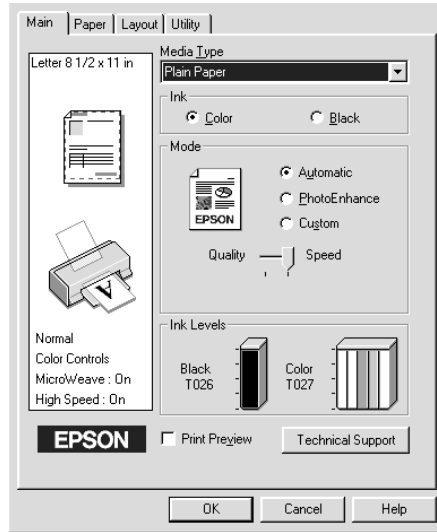 Main Paper Layout Utility
Letter 8 1/2 x 11 in
Media Type
Plain Paper
Ink
Color Black
Mode
EPSON
Automatic
PhotoEnhance
Custom
Quality Speed
A
Normal
Color Controls
MicroWeave : On
High Speed : On
Ink Levels
Black
T026
Color
T027
EPSON
Print Preview
Technical Support
OK Cancel Help